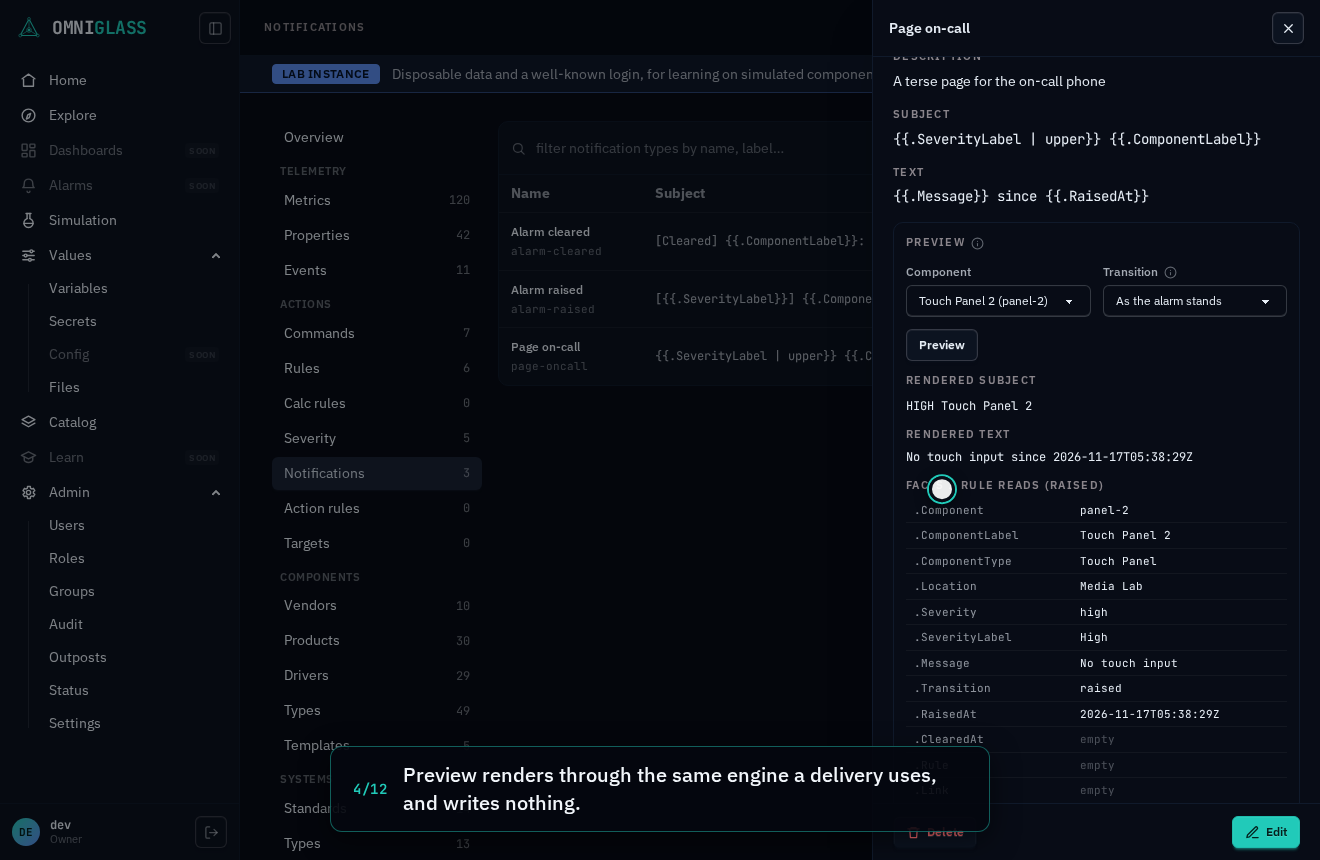 OMNIGLASS
Home
Explore
Dashboards SOON
Alarms SOON
Simulation
Values
Variables
Secrets
Config SOON
Files
Catalog
Learn SOON
Admin
Users
Roles
Groups
Audit
Outposts
Status
Settings
DE
dev
Owner
NOTIFICATIONS
LAB INSTANCE Disposable data and a well-known login, for learning on simulated componen
Overview
TELEMETRY
Metrics 120
Properties 42
Events 11
ACTIONS
Commands 7
Rules 6
Calc rules 0
Severity 5
Notifications 3
Action rules 0
Targets 0
COMPONENTS
Vendors 10
Products 30
Drivers 29
Types 49
Templates 5
SYSTEMS
Standards
Types 13
filter notification types by name, label...
Name Subject
Alarm cleared
alarm-cleared
[Cleared] {{.ComponentLabel}}:
Alarm raised
alarm-raised
[{{.SeverityLabel}}] {{.Compone
Page on-call
page-oncall
{{.SeverityLabel | upper}} {{.C
Page on-call
DESCRIPTION
A terse page for the on-call phone
SUBJECT
{{.SeverityLabel | upper}} {{.ComponentLabel}}
TEXT
{{.Message}} since {{.RaisedAt}}
PREVIEW
Component Transition
Touch Panel 2 (panel-2) As the alarm stands
Preview
RENDERED SUBJECT
HIGH Touch Panel 2
RENDERED TEXT
No touch input since 2026-11-17T05:38:29Z
RULE READS (RAISED)
.Component panel-2
.ComponentLabel Touch Panel 2
.ComponentType Touch Panel
.Location Media Lab
.Severity high
.SeverityLabel High
.Message No touch input
.Transition raised
.RaisedAt 2026-11-17T05:38:29Z
.ClearedAt empty
.Rule empty
.Link empty
Delete
Edit
4/12
Preview renders through the same engine a delivery uses,
and writes nothing.